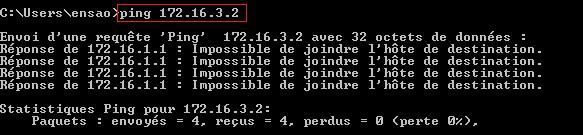 C:\Users\ensao>ping 172.16.3.2
Envoi d'une requête 'Ping'  172.16.3.2 avec 32 octets de données :
Réponse de 172.16.1.1 : Impossible de joindre l'hôte de destination.
Réponse de 172.16.1.1 : Impossible de joindre l'hôte de destination.
Réponse de 172.16.1.1 : Impossible de joindre l'hôte de destination.
Réponse de 172.16.1.1 : Impossible de joindre l'hôte de destination.
Statistiques Ping pour 172.16.3.2:
    Paquets : envoyés = 4, reçus = 4, perdus = 0 (perte 0%),